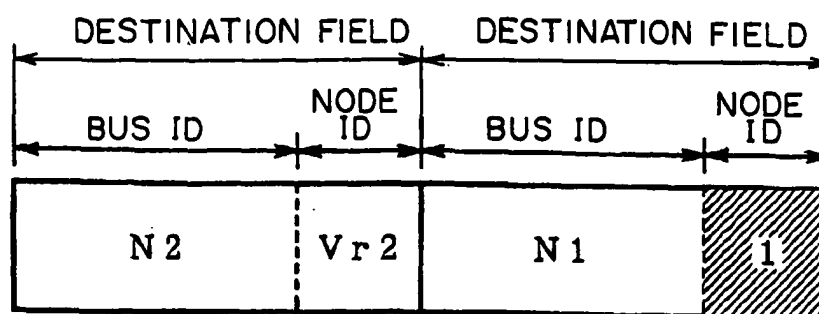 DESTINATION FIELD DESTINATION FIELD
BUS ID NODE ID BUS ID NODE ID
N2 Vr2 N1 1